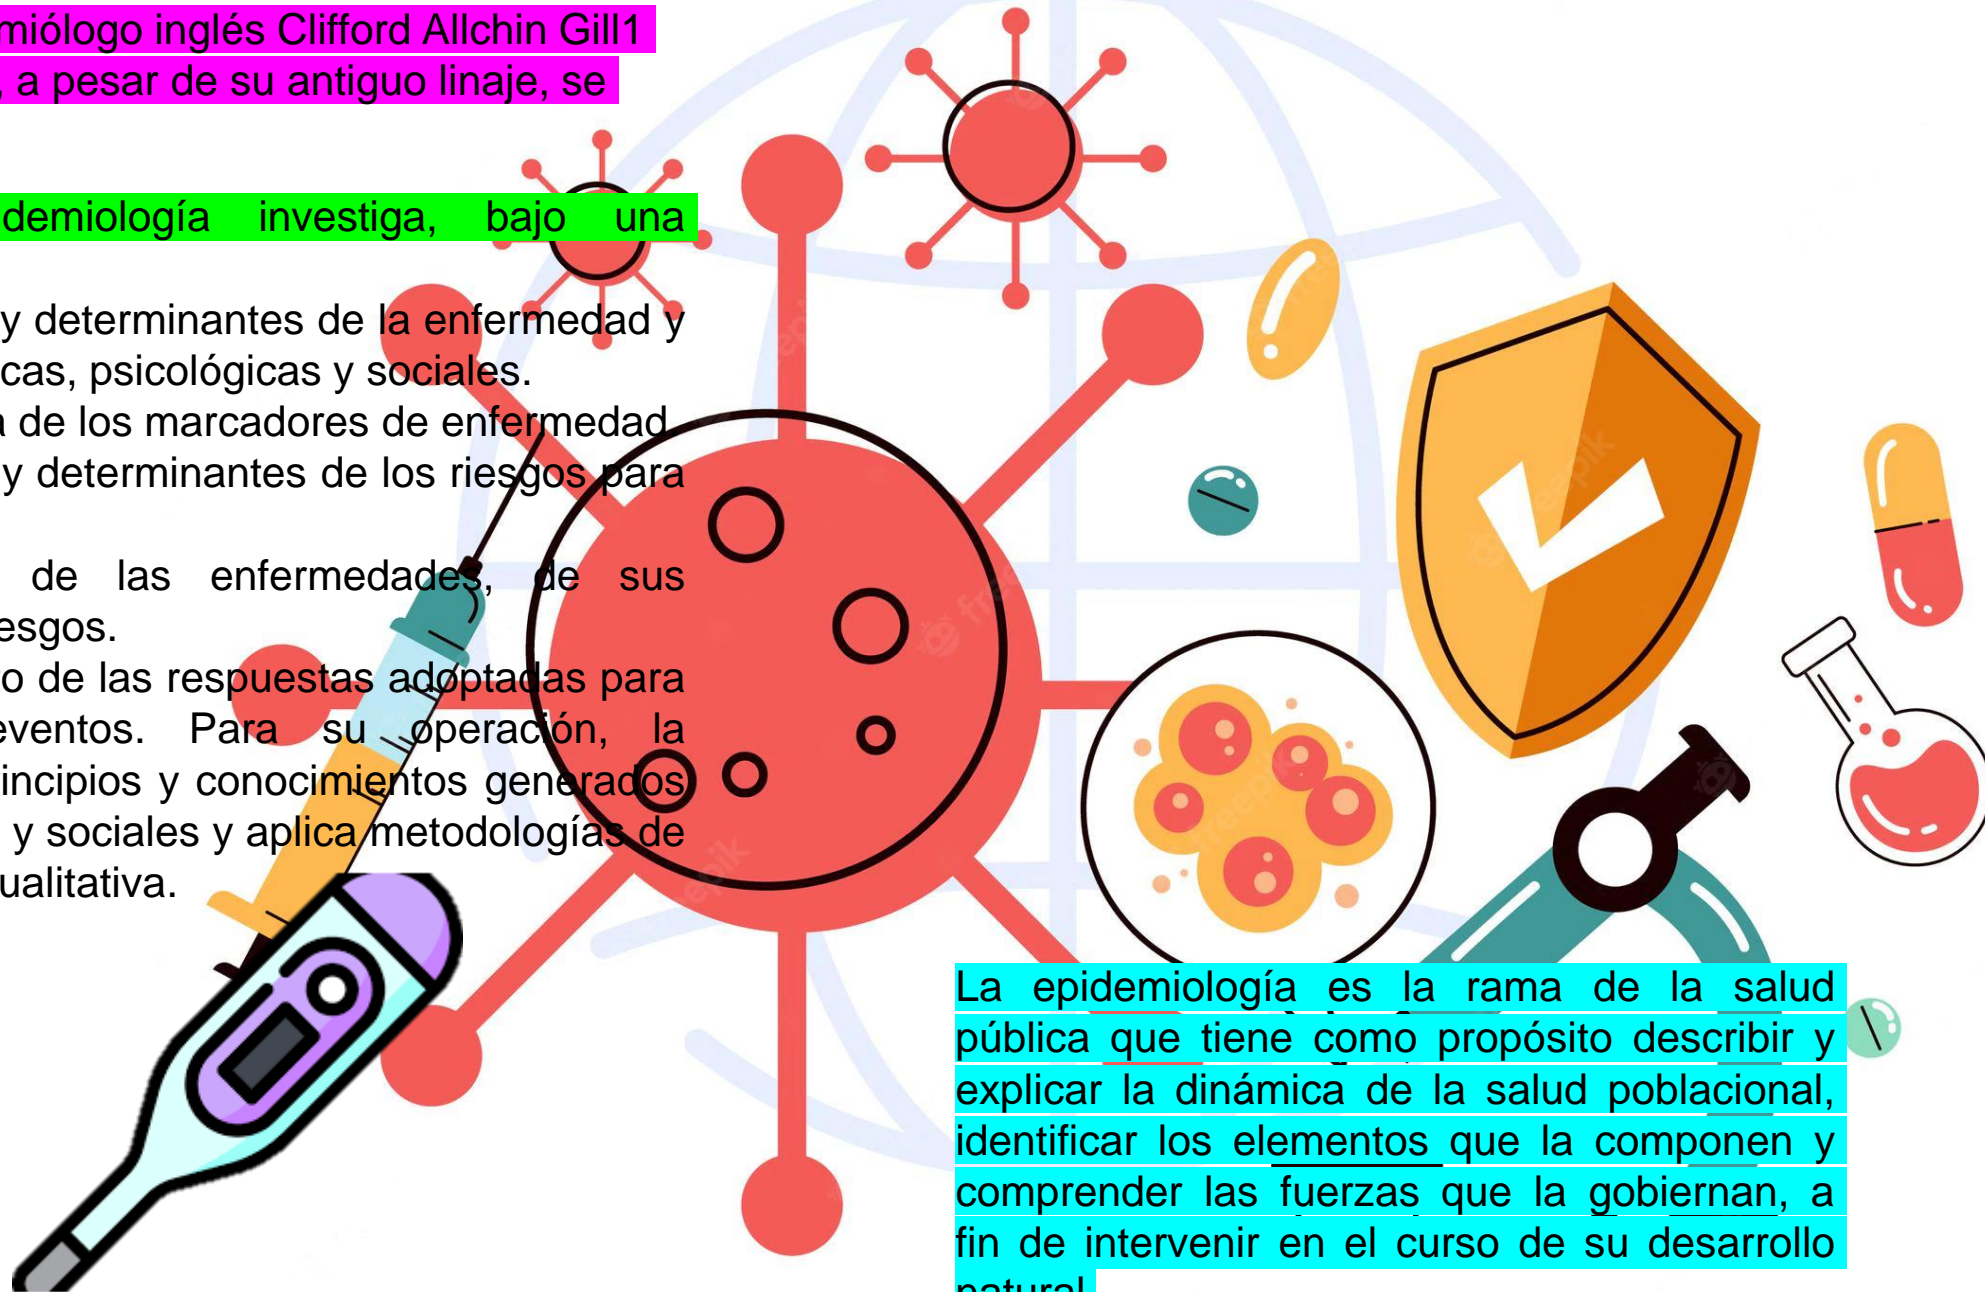 miólogo inglés Clifford Allchin Gill1
, a pesar de su antiguo linaje, se
demiología investiga, bajo una
y determinantes de la enfermedad y
cas, psicológicas y sociales.
a de los marcadores de enfermedad
y determinantes de los riesgos para
de las enfermedades, de sus
esgos.
o de las respuestas adoptadas para
eventos. Para su operación, la
incipios y conocimientos generados
y sociales y aplica metodologías de
ualitativa.
La epidemiología es la rama de la salud
pública que tiene como propósito describir y
explicar la dinámica de la salud poblacional,
identificar los elementos que la componen y
comprender las fuerzas que la gobiernan, a
fin de intervenir en el curso de su desarrollo
natural